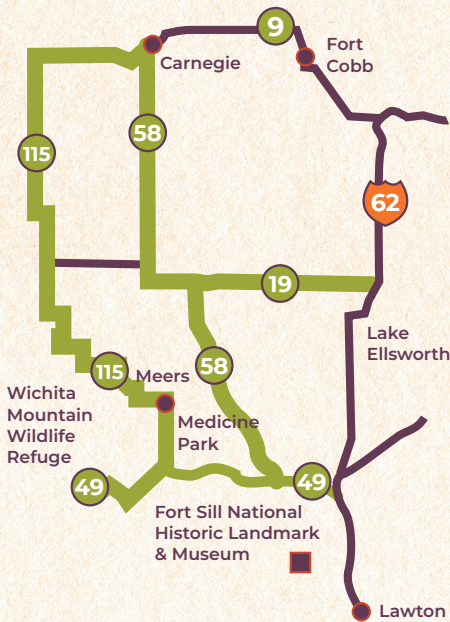 9
Carnegie
Fort
Cobb
58
115
62
19
Lake
Ellsworth
58
115
Meers
Wichita
Mountain
Wildlife
Refuge
Medicine
Park
49
49
Fort Sill National
Historic Landmark
& Museum
Lawton